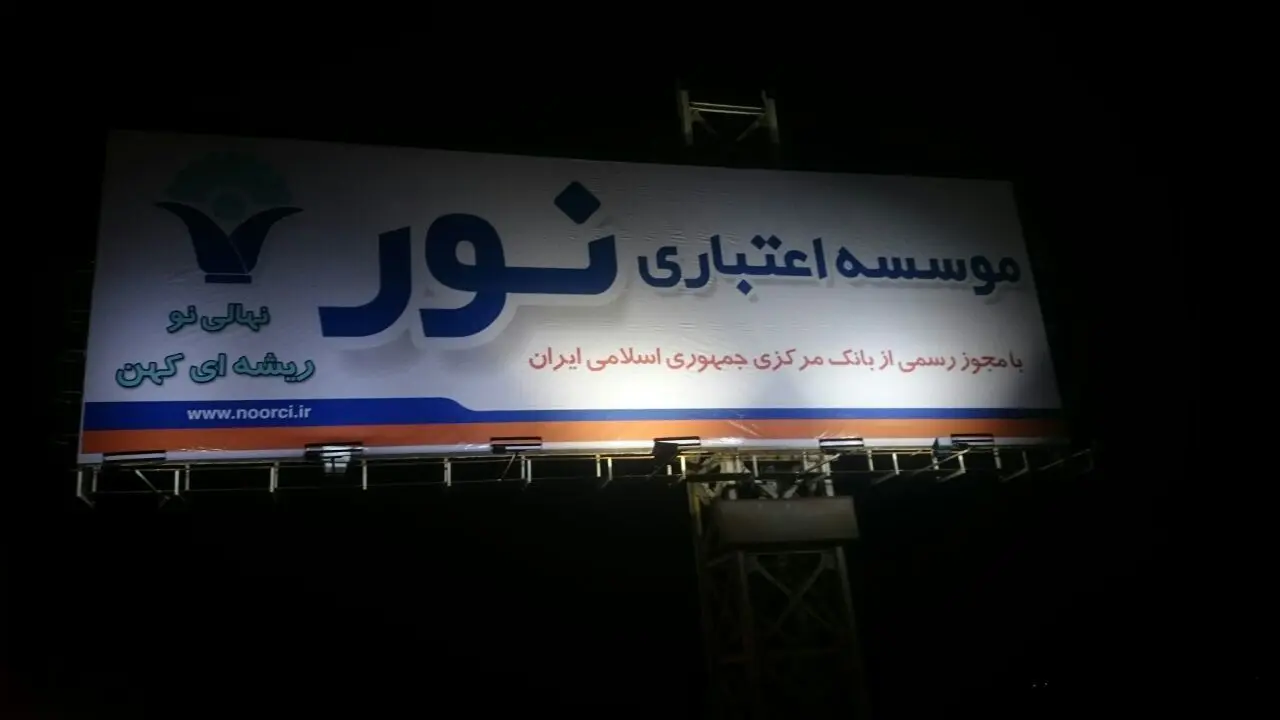 موسسه اعتباری نور
با مجوز رسمی از بانک مرکزی جمهوری اسلامی ایران
نهالی نو
ریشه ای کهن
www.noorci.ir